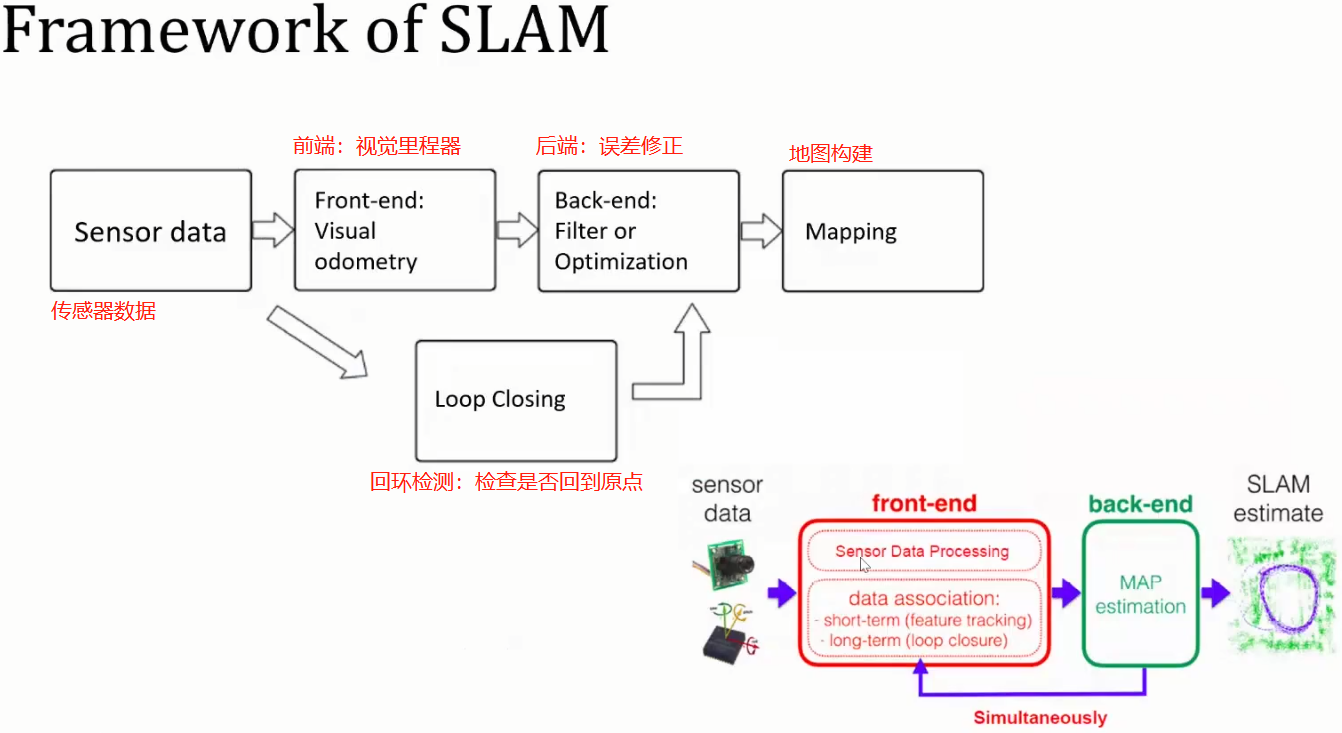 Framework of SLAM
前端：视觉里程器
后端：误差修正
地图构建
Sensor data
Front-end:
Visual
odometry
Back-end:
Filter or
Optimization
Mapping
传感器数据
Loop Closing
回环检测：检查是否回到原点
sensor
data
front-end
Sensor Data Processing
data association:
- short-term (feature tracking)
- long-term (loop closure)
back-end
MAP
estimation
SLAM
estimate
Simultaneously